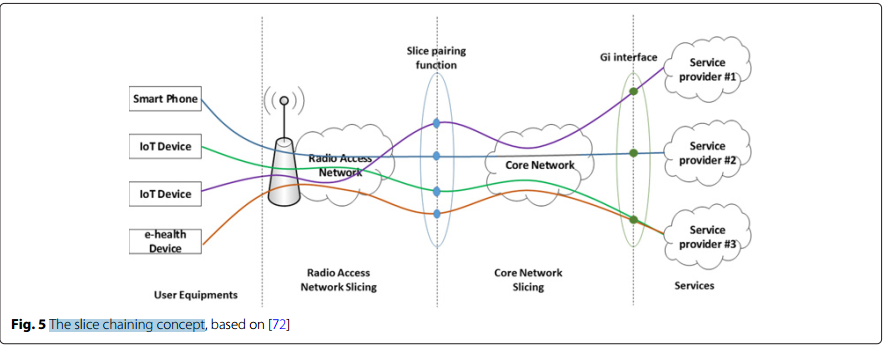 Slice pairing
function
Gi interface
Service
provider #1
Smart Phone
IoT Device
Service
provider #2
Radio Access
Network
Core Network
IoT Device
e-health
Device
Service
provider #3
Radio Access
Network Slicing
Core Network
Slicing
User Equipments
Services
Fig. 5 The slice chaining concept, based on [72]